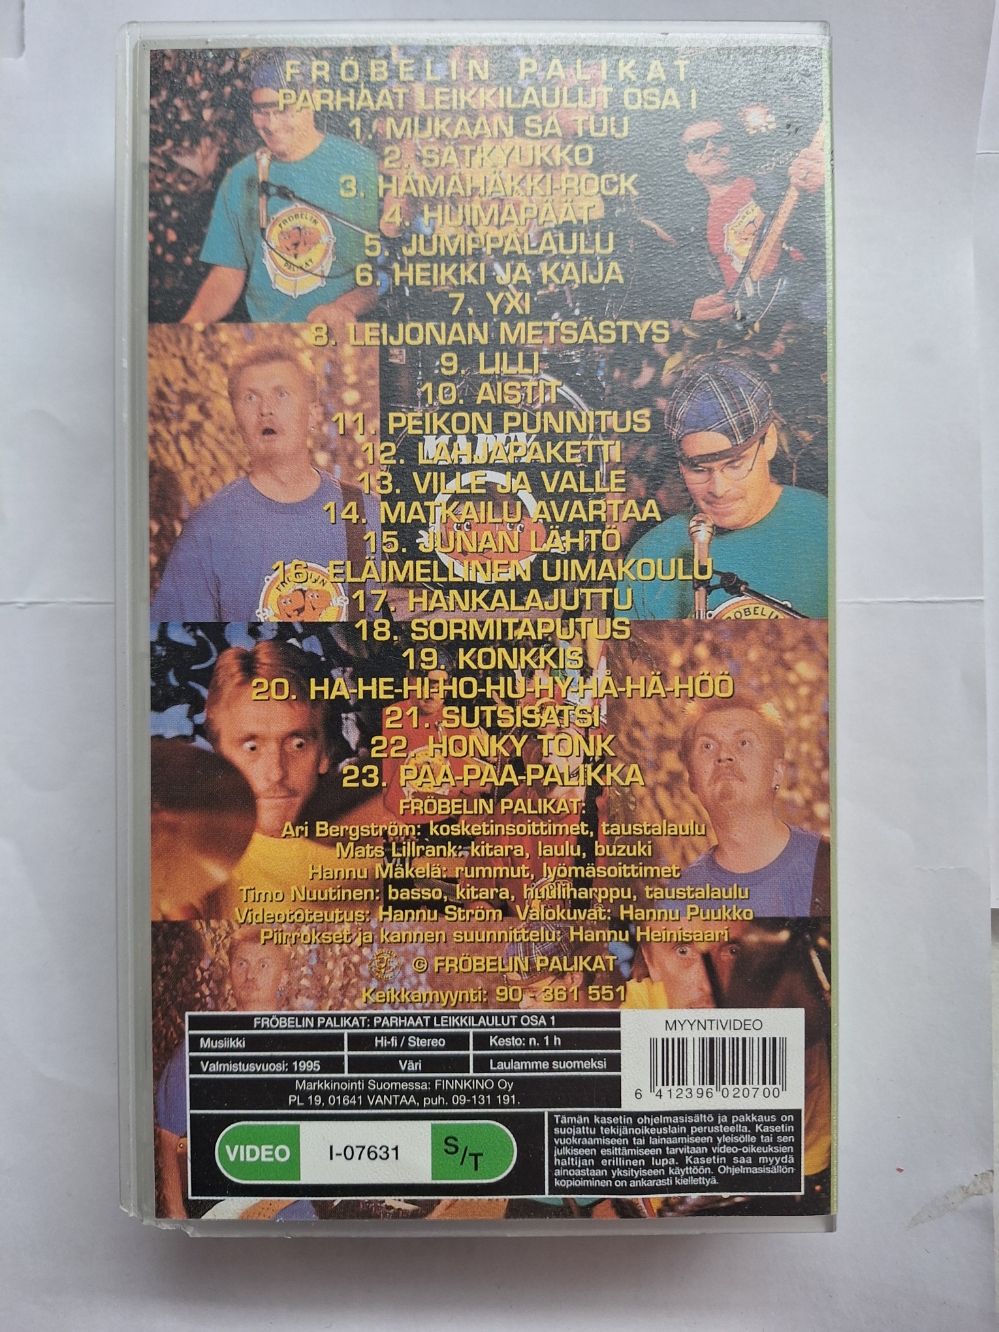 FRÖBELIN PALIKAT
PARHAAT LEIKKILAULUT OSA I
1. MUKAAN SÄ TUU
2. SÄTKYUKKO
3. HÄMÄHÄKKI-ROCK
4. HUIMAPÄÄT
5. JUMPPALAULU
6. HEIKKI JA KAIJA
7. YXI
8. LEIJONAN METSÄSTYS
9. LILLI
10. AISTIT
11. PEIKON PUNNITUS
12. LAHJAPAKETTI
13. VILLE JA VALLE
14. MATKAILU AVARTAA
15. JUNAN LÄHTÖ
16. ELÄIMELLINEN UIMAKOULU
17. HANKALAJUTTU
18. SORMITAPUTUS
19. KONKKIS
20. HA-HE-HI-HO-HU-HY-HÅ-HÄ-HÖÖ
21. SUTSISATSI
22. HONKY TONK
23. PAA-PAA-PALIKKA
FRÖBELIN PALIKAT:
Ari Bergström: kosketinsoittimet, taustalaulu
Mats Lillrank: kitara, laulu, buzuki
Hannu Mäkelä: rummut, lyömäsoittimet
Timo Nuutinen: basso, kitara, huuliharppu, taustalaulu
Videototeutus: Hannu Ström Valokuvat: Hannu Puukko
Piirrokset ja kannen suunnittelu: Hannu Heinisaari
© FRÖBELIN PALIKAT
Keikkamyynti: 90 - 361 551
FRÖBELIN PALIKAT: PARHAAT LEIKKILAULUT OSA 1
Musiikki Hi-fi / Stereo Kesto: n. 1 h
Valmistusvuosi: 1995 Väri Laulamme suomeksi
Markkinointi Suomessa: FINNKINO Oy
PL 19, 01641 VANTAA, puh. 09-131 191.
MYYNTIVIDEO
6 412396 020700
VIDEO I-07631 S/T
Tämän kasetin ohjelmasisältö ja pakkaus on
suojattu tekijänoikeuslain perusteella. Kasetin
vuokraamiseen tai lainaamiseen yleisölle tai sen
julkiseen esittämiseen tarvitaan video-oikeuksien
haltijan erillinen lupa. Kasetin saa myydä
ainoastaan yksityiseen käyttöön. Ohjelmasisällön
kopioiminen on ankarasti kiellettyä.
FRÖBELIN
PALIKAT
FRÖBELIN
FRÖBELIN